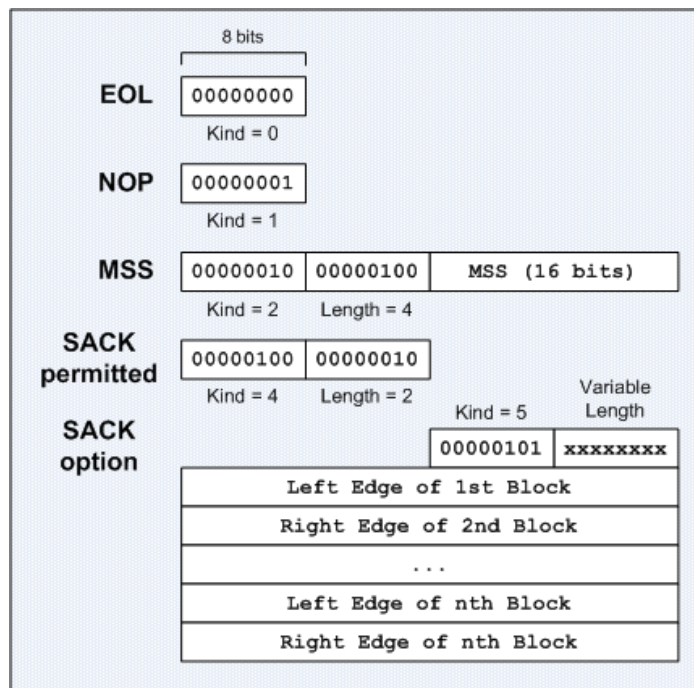 8 bits
EOL 00000000
Kind = 0
NOP 00000001
Kind = 1
MSS 00000010 00000100 MSS (16 bits)
Kind = 2 Length = 4
SACK
permitted
00000100 00000010
Kind = 4 Length = 2
SACK
option
Kind = 5
Variable
Length
00000101 xxxxxxxx
Left Edge of 1st Block
Right Edge of 2nd Block
...
Left Edge of nth Block
Right Edge of nth Block